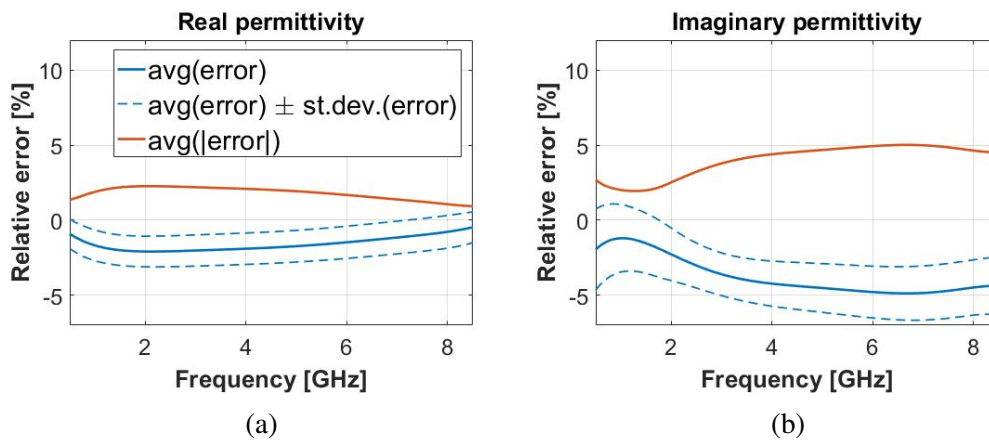 Real permittivity
10
5
0
-5
avg(error)
avg(error) ± st.dev.(error)
avg(|error|)
Relative error [%]
2 4 6 8
Frequency [GHz]
(a)
Imaginary permittivity
10
5
0
-5
Relative error [%]
2 4 6 8
Frequency [GHz]
(b)